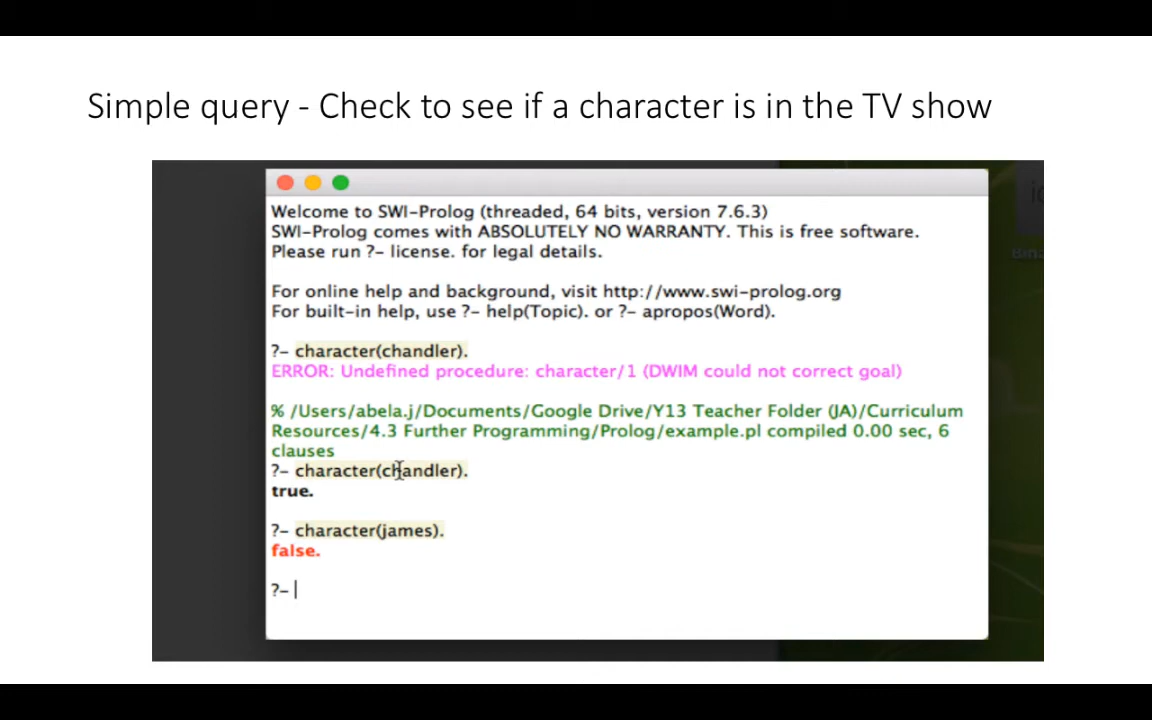 Simple query - Check to see if a character is in the TV show
Welcome to SWI-Prolog (threaded, 64 bits, version 7.6.3)
SWI-Prolog comes with ABSOLUTELY NO WARRANTY. This is free software.
Please run ?- license. for legal details.
For online help and background, visit http://www.swi-prolog.org
For built-in help, use ?- help(Topic). or ?- apropos(Word).
?- character(chandler).
ERROR: Undefined procedure: character/1 (DWIM could not correct goal)
% /Users/abela.j/Documents/Google Drive/Y13 Teacher Folder (JA)/Curriculum
Resources/4.3 Further Programming/Prolog/example.pl compiled 0.00 sec, 6
clauses
?- character(chandler).
true.
?- character(james).
false.
?-